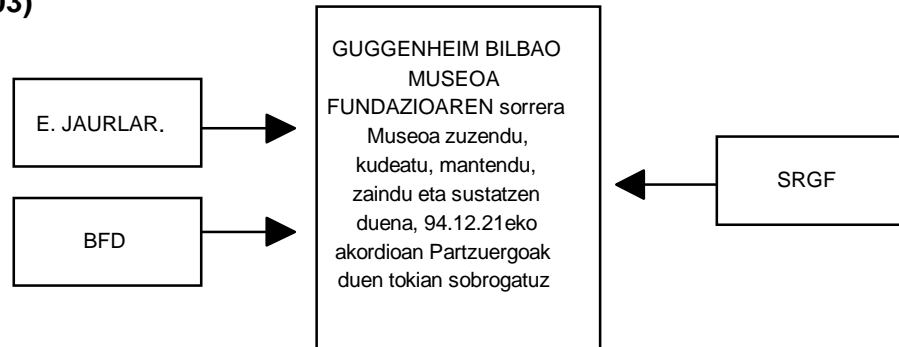 03)
GUGGENHEIM BILBAO
MUSEOA
FUNDAZIOAREN sorrera
Museoa zuzendu,
kudeatu, mantendu,
zaindu eta sustatzen
duena, 94.12.21eko
akordioan Partzuergoak
duen tokian sobrogatuz
E. JAURLAR.
BFD
SRGF